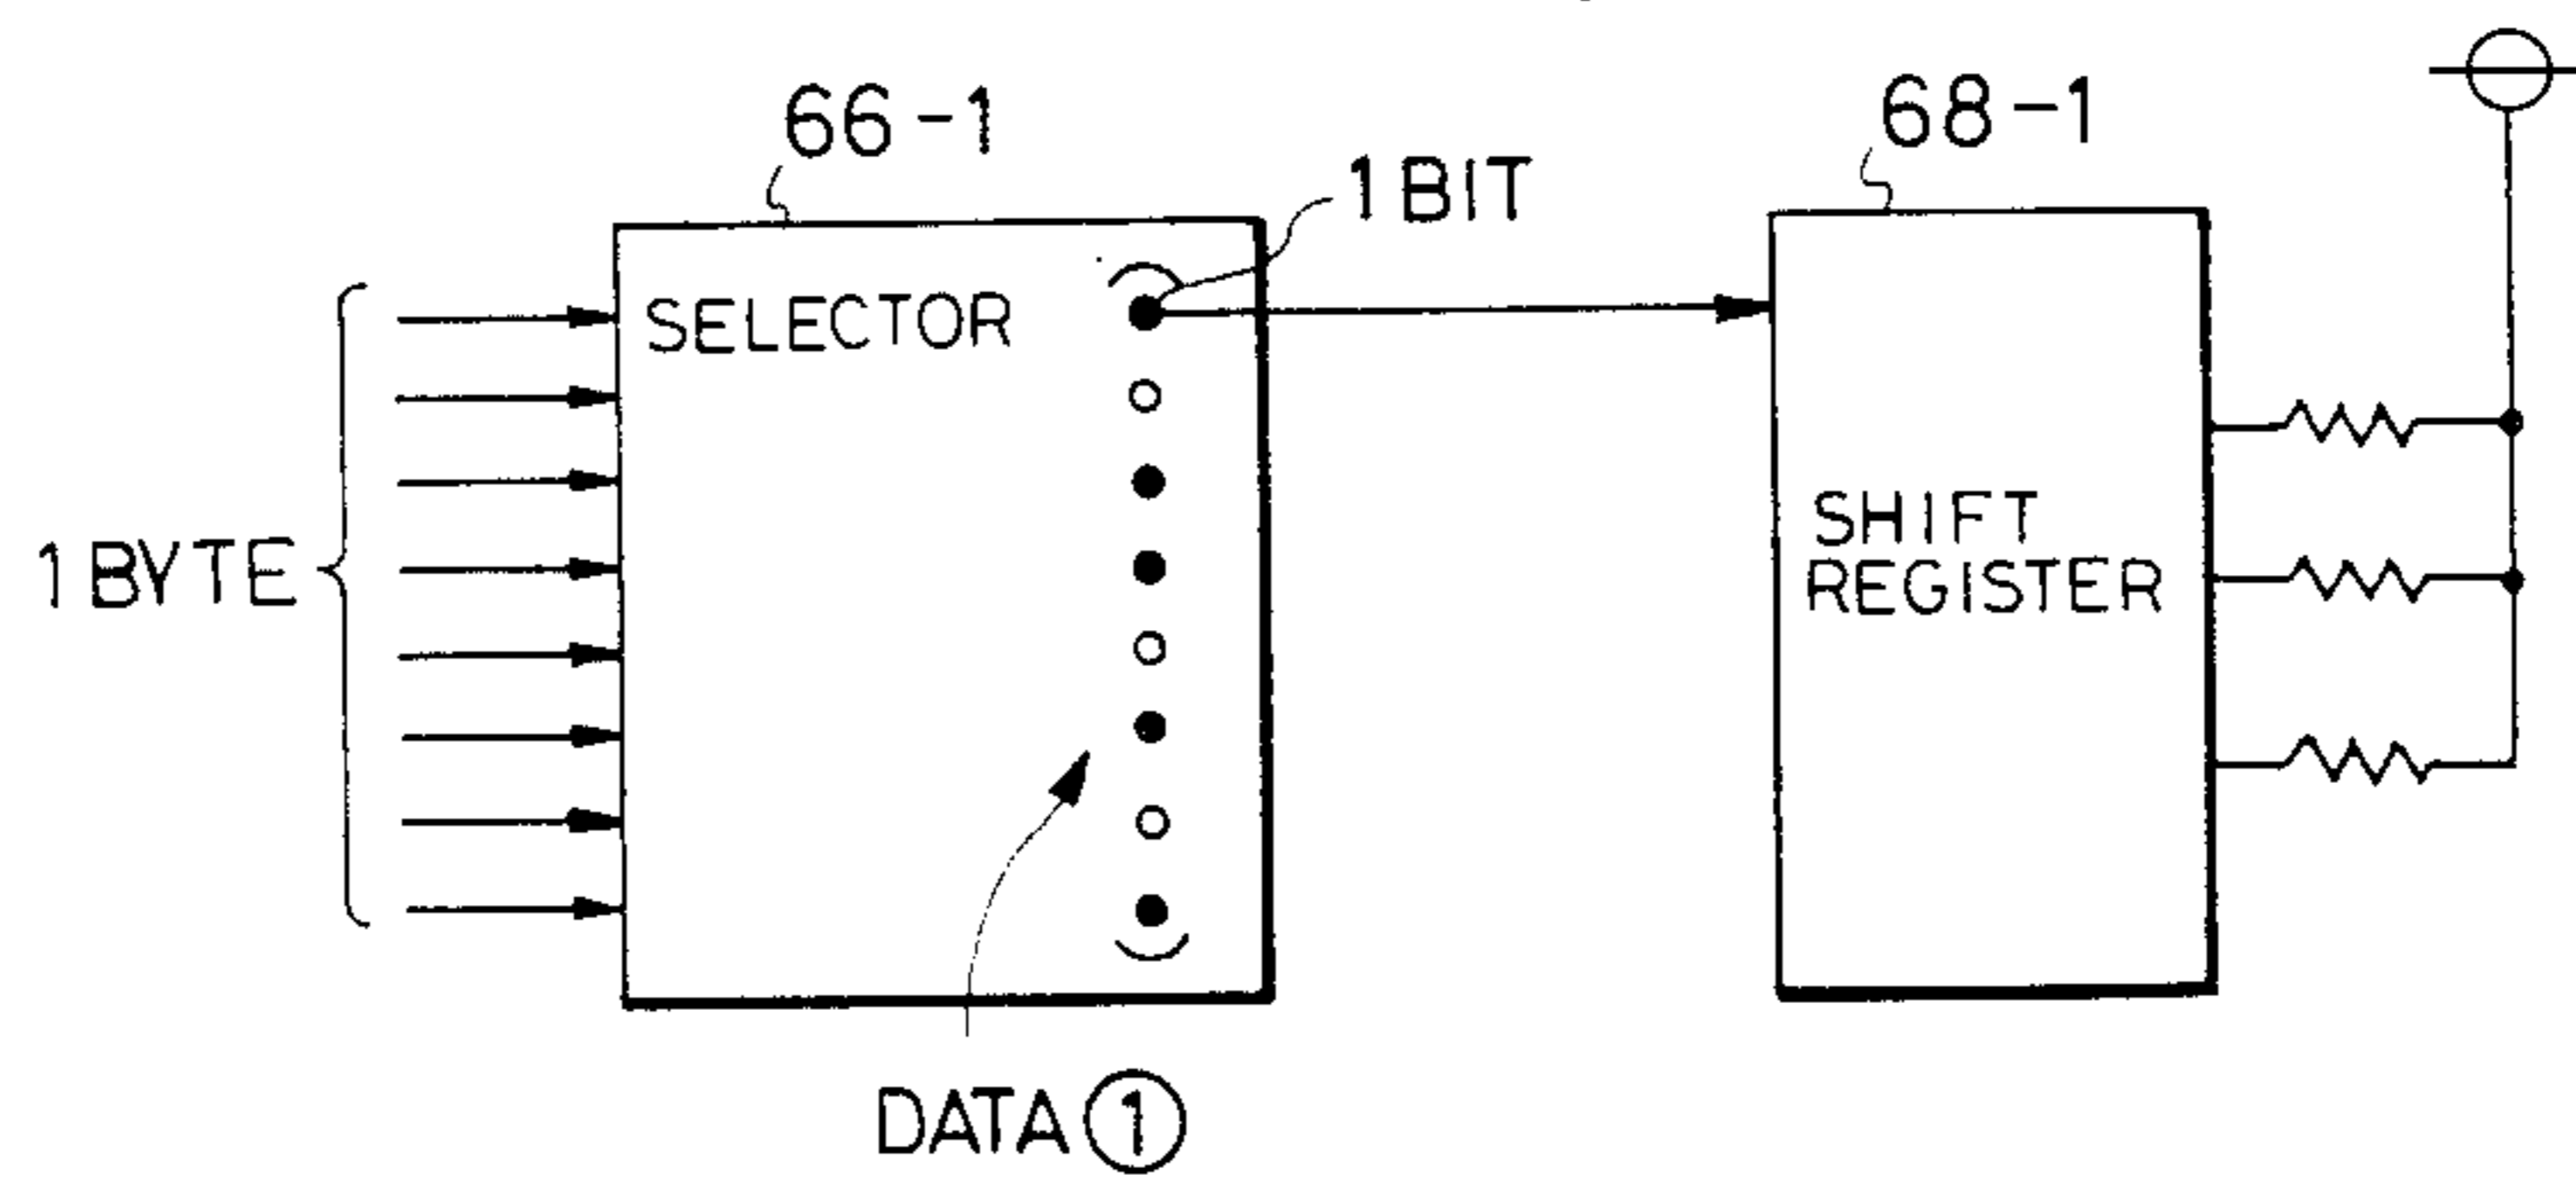 66-1
68-1
1 BIT
SELECTOR
1 BYTE
SHIFT
REGISTER
DATA ①